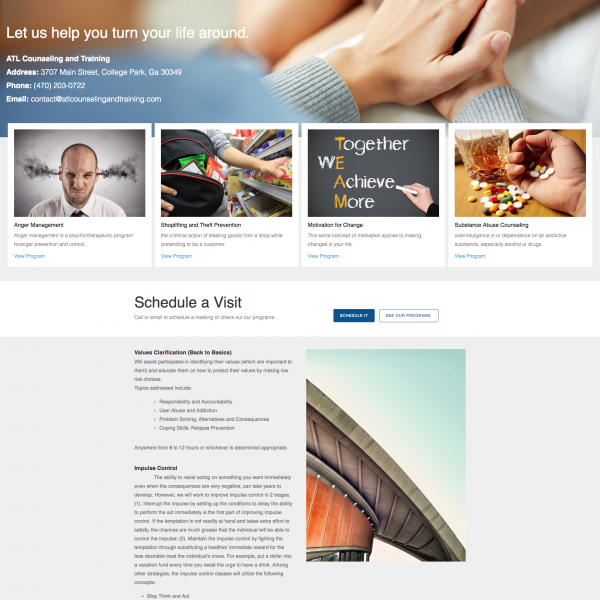 Let us help you turn your life around.
ATL Counseling and Training
Address: 3707 Main Street, College Park, Ga 30349
Phone: (470) 203-0722
Email: contact@atlcounselingandtraining.com
Together
WE
Achieve
More
Anger Management
Anger management is a psycho-therapeutic program
foranger prevention and control.
View Program
Shoplifting and Theft Prevention
the criminal action of stealing goods from a shop while
pretending to be a customer.
View Program
Motivation for Change
This same concept of motivation applies to making
changes in your life.
View Program
Substance Abuse Counseling
overindulgence in or dependence on an addictive
substance, especially alcohol or drugs.
View Program
Schedule a Visit
Call or email to schedule a meeting or check out our programs.
SCHEDULE IT
SEE OUR PROGRAMS
Values Clarification (Back to Basics)
Will assist participates in identifying their values (which are important to
them) and educate them on how to protect their values by making low
risk choices.
Topics addressed include:
Responsibility and Accountability
Use/ Abuse and Addiction
Problem Solving; Alternatives and Consequences
Coping Skills: Relapse Prevention
Anywhere from 8 to 12 hours or whichever is determined appropriate.
Impulse Control
The ability to resist acting on something you want immediately
even when the consequences are very negative, can take years to
develop. However, we will work to improve impulse control in 2 stages.
(1). Interrupt the impulse by setting up the conditions to delay the ability
to perform the act immediately is the first part of improving impulse
control. If the temptation is not readily at hand and takes extra effort to
satisfy, the chances are much greater that the individual will be able to
control the impulse; (2). Maintain the impulse control by fighting the
temptation through substituting a healthier immediate reward for the
less desirable treat the individual's crave. For example, put a dollar into
a vacation fund every time you resist the urge to have a drink. Among
other strategies, the impulse control classes will utilize the following
concepts:
Stop Think and Act